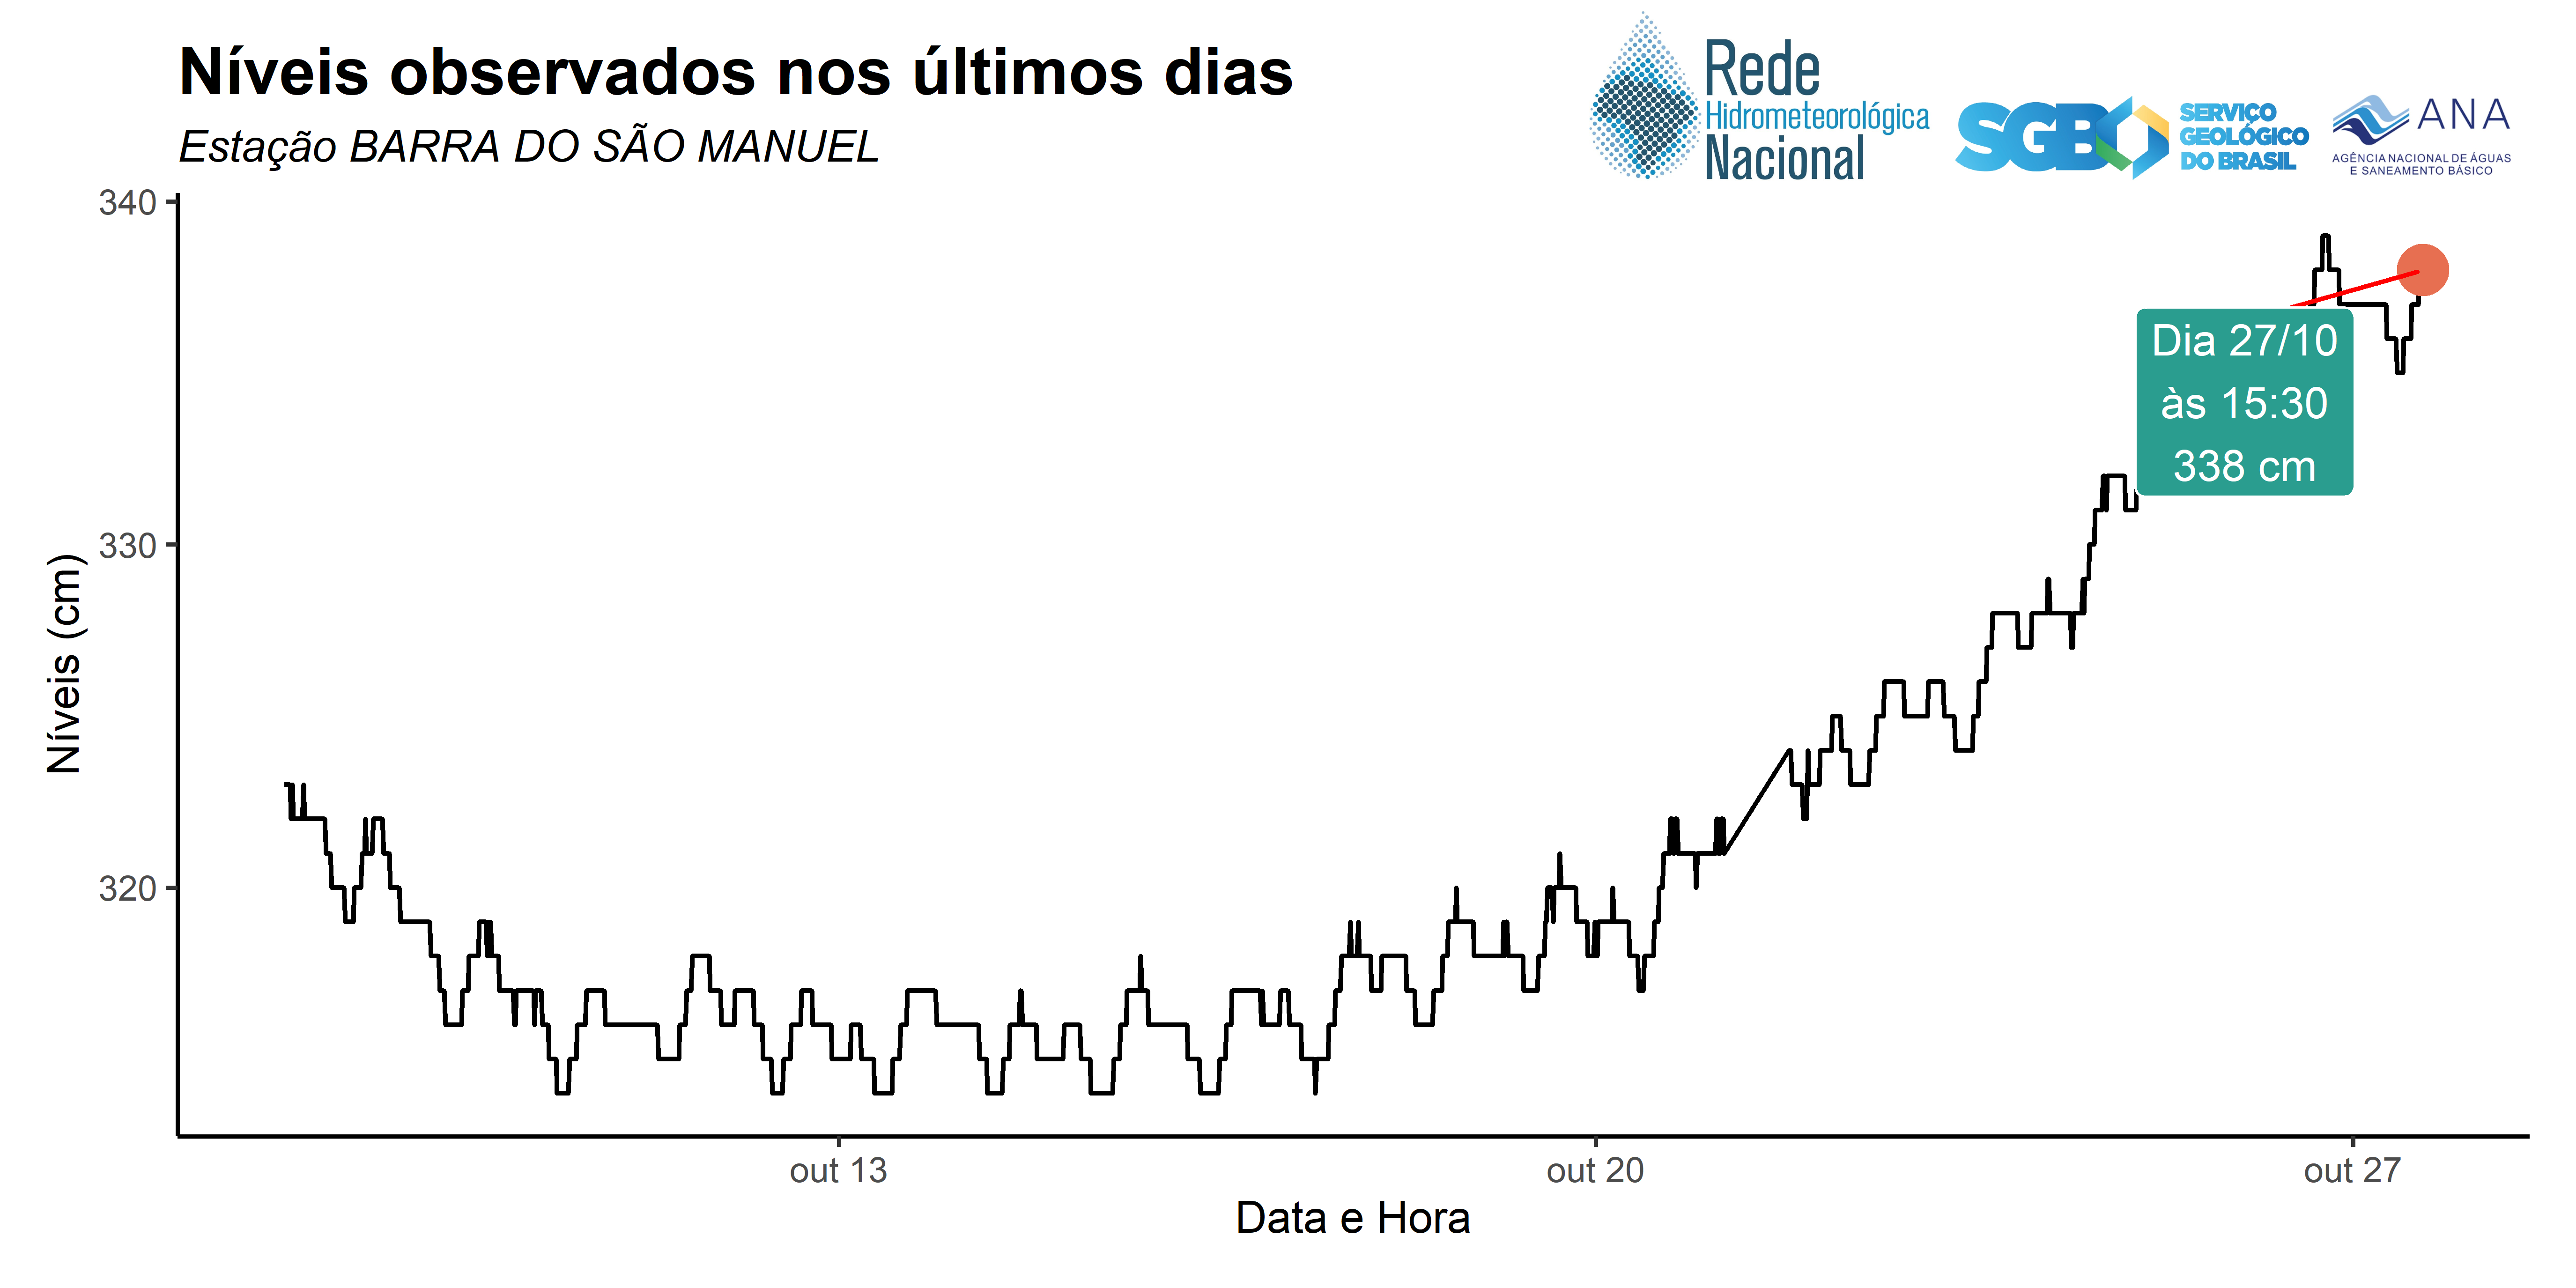 Níveis observados nos últimos dias
Estação BARRA DO SÃO MANUEL
Rede
Hidrometeorológica
Nacional
SGB
SERVIÇO
GEOLÓGICO
DO BRASIL
ANA
AGÊNCIA NACIONAL DE ÁGUAS
E SANEAMENTO BÁSICO
340
330
320
Níveis (cm)
Dia 27/10
às 15:30
338 cm
out 13
out 20
out 27
Data e Hora